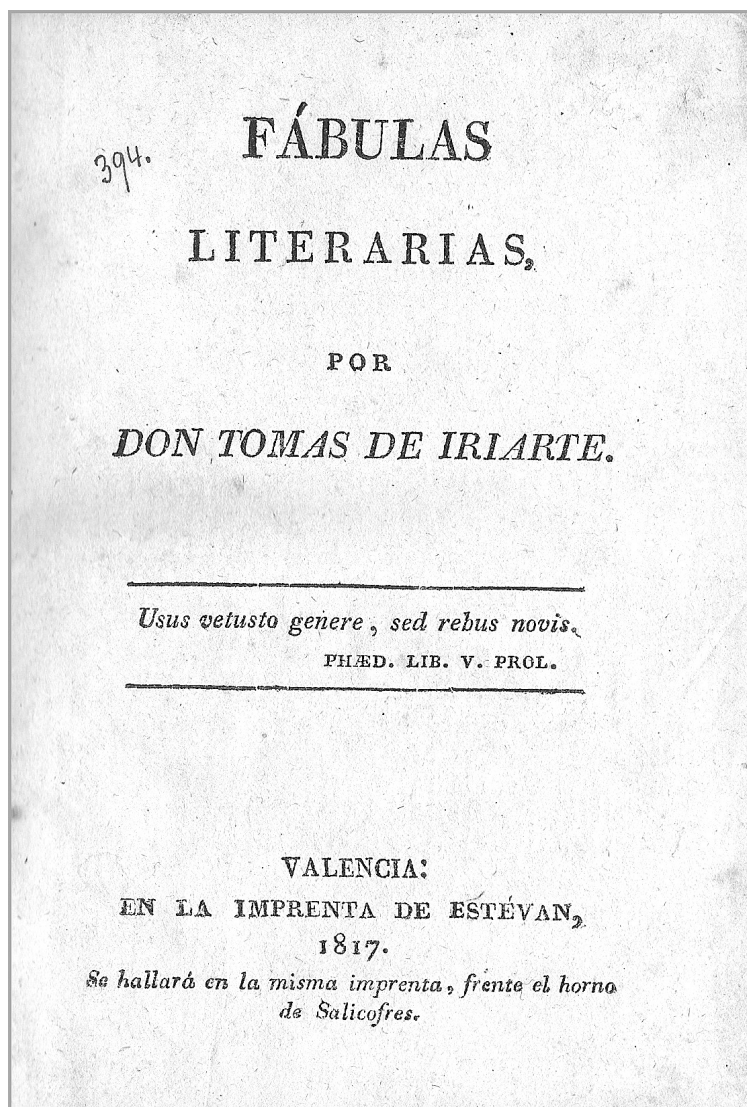 FÁBULAS
394.
LITERARIAS,
POR
DON TOMAS DE IRIARTE.
Usus vetusto genere, sed rebus novis.
PHÆD. LIB. V. PROL.
VALENCIA:
EN LA IMPRENTA DE ESTÉVAN,
1817.
Se hallará en la misma imprenta, frente el horno
de Salicofres.